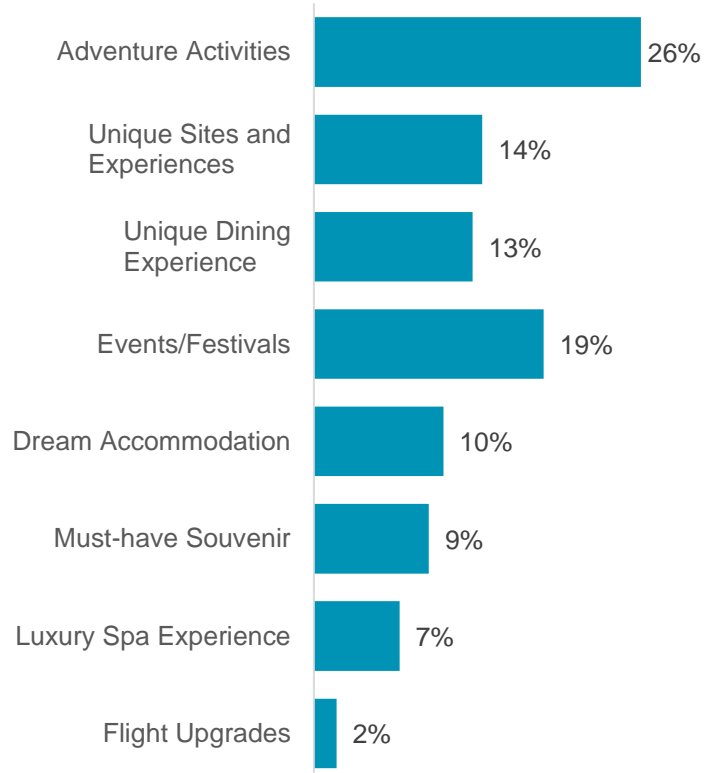 Adventure Activities 26%
Unique Sites and
Experiences 14%
Unique Dining
Experience 13%
Events/Festivals 19%
Dream Accommodation 10%
Must-have Souvenir 9%
Luxury Spa Experience 7%
Flight Upgrades 2%